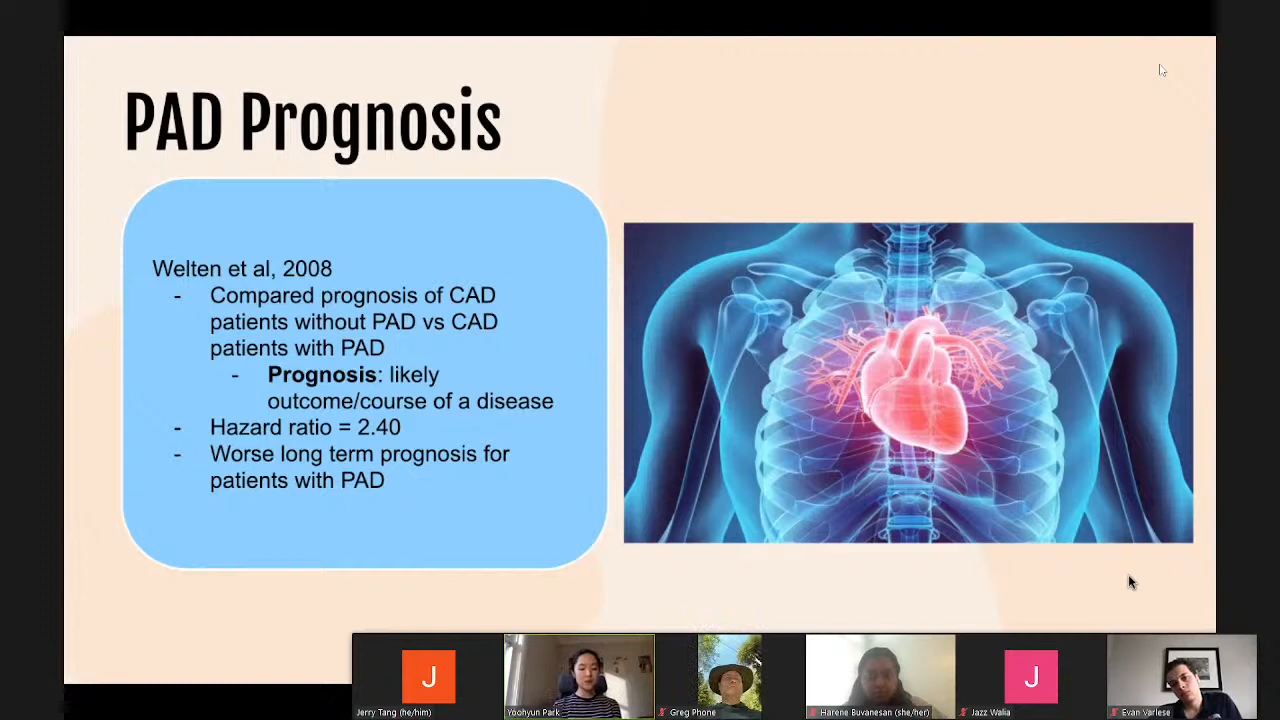 PAD Prognosis
Welten et al, 2008
- Compared prognosis of CAD
patients without PAD vs CAD
patients with PAD
- Prognosis: likely
outcome/course of a disease
- Hazard ratio = 2.40
- Worse long term prognosis for
patients with PAD
J
J
Jerry Tang (he/him)
Yoohyun Park
Greg Phone
Harene Buvanesan (she/her)
Jazz Walia
Evan Varlese